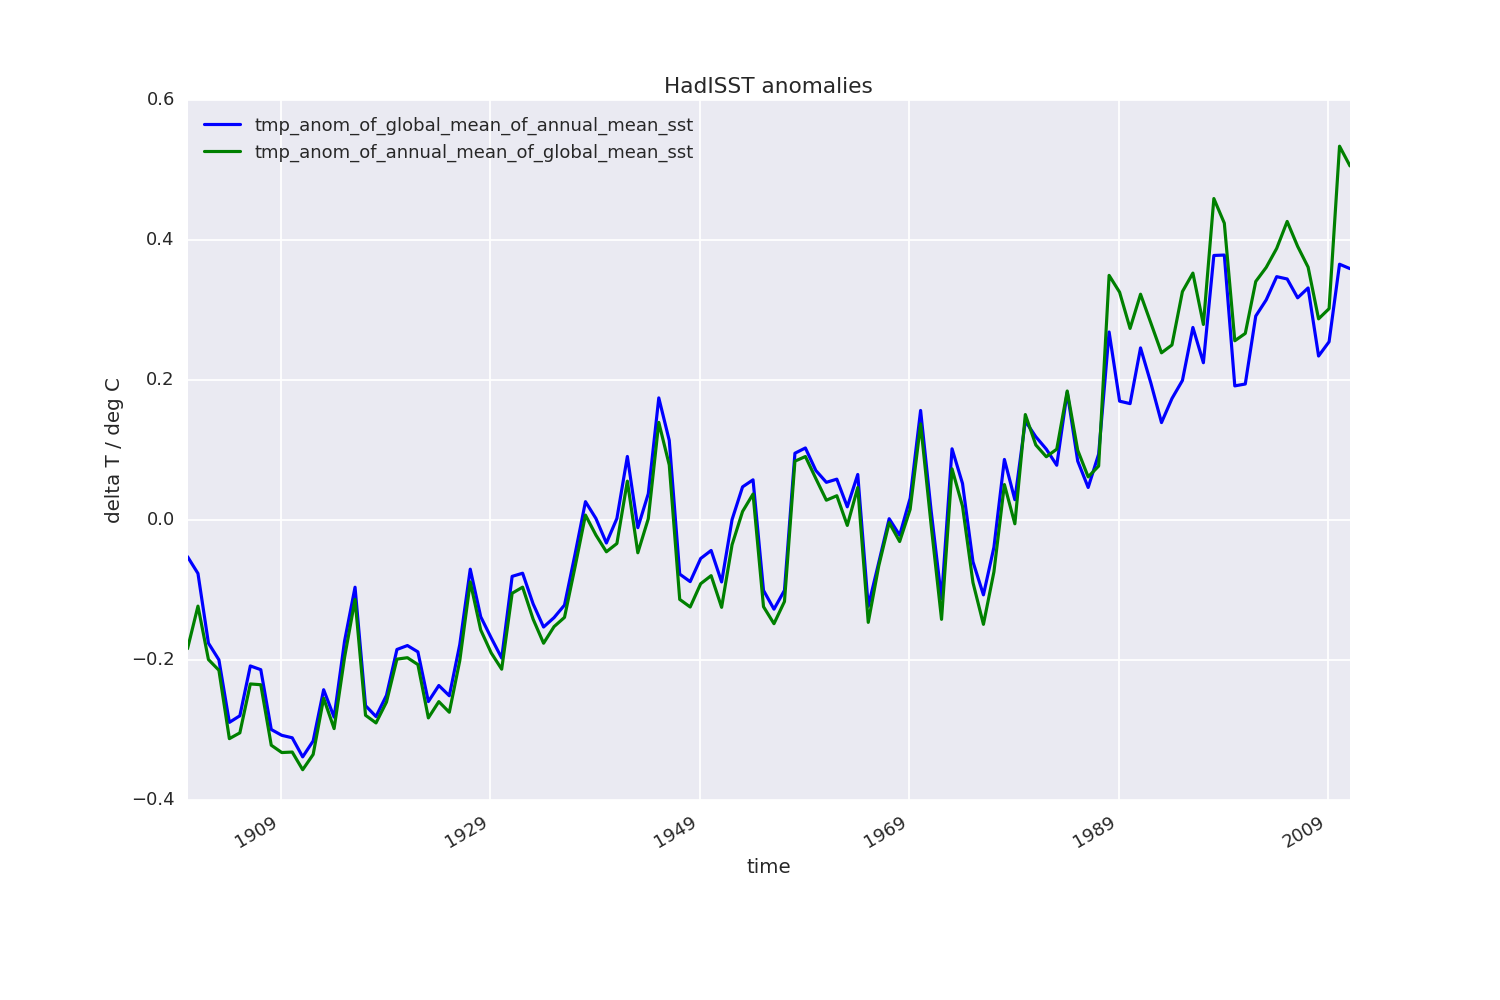 HadISST anomalies
0.6
tmp_anom_of_global_mean_of_annual_mean_sst
tmp_anom_of_annual_mean_of_global_mean_sst
0.4
0.2
delta T / deg C
0.0
−0.2
−0.4
1909 1929 1949 1969 1989 2009
time